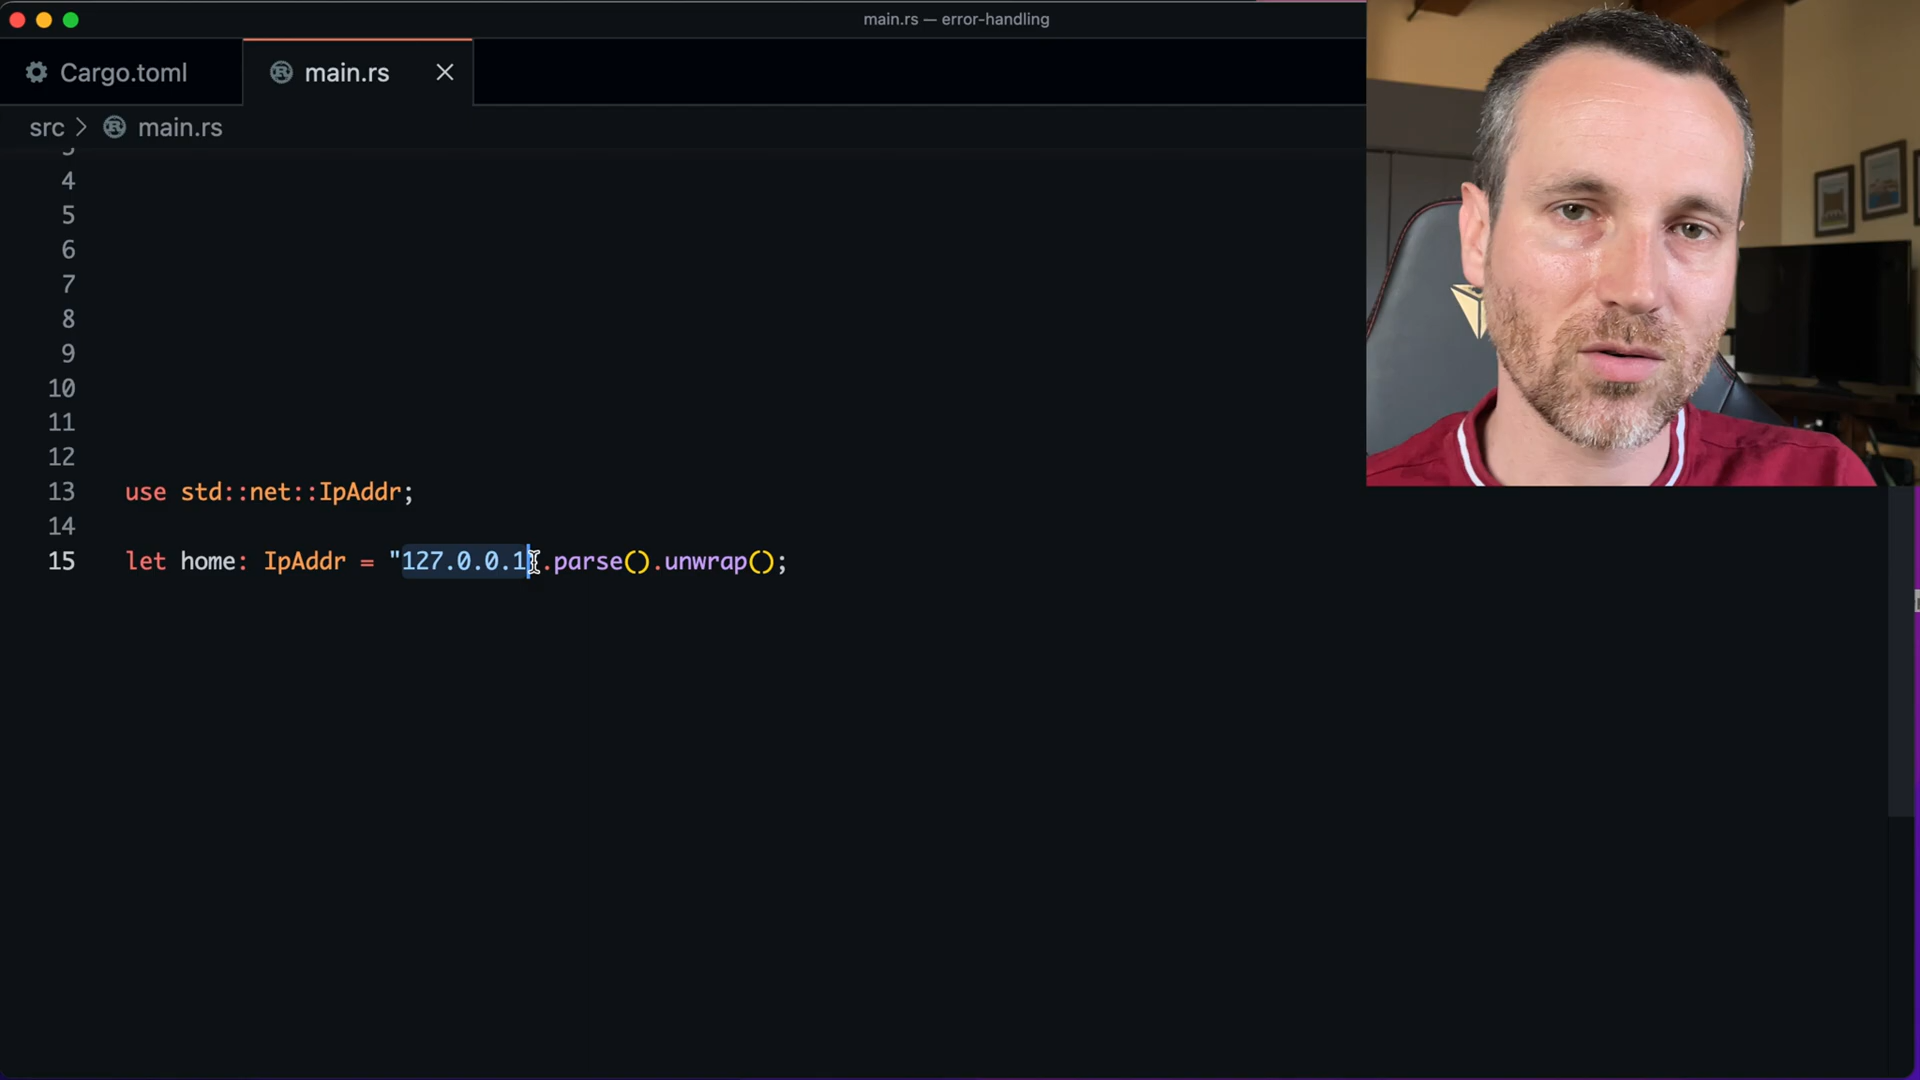 main.rs — error-handling
Cargo.toml
main.rs
src > main.rs
4
5
6
7
8
9
10
11
12
13 use std::net::IpAddr;
14
15 let home: IpAddr = "127.0.0.1".parse().unwrap();